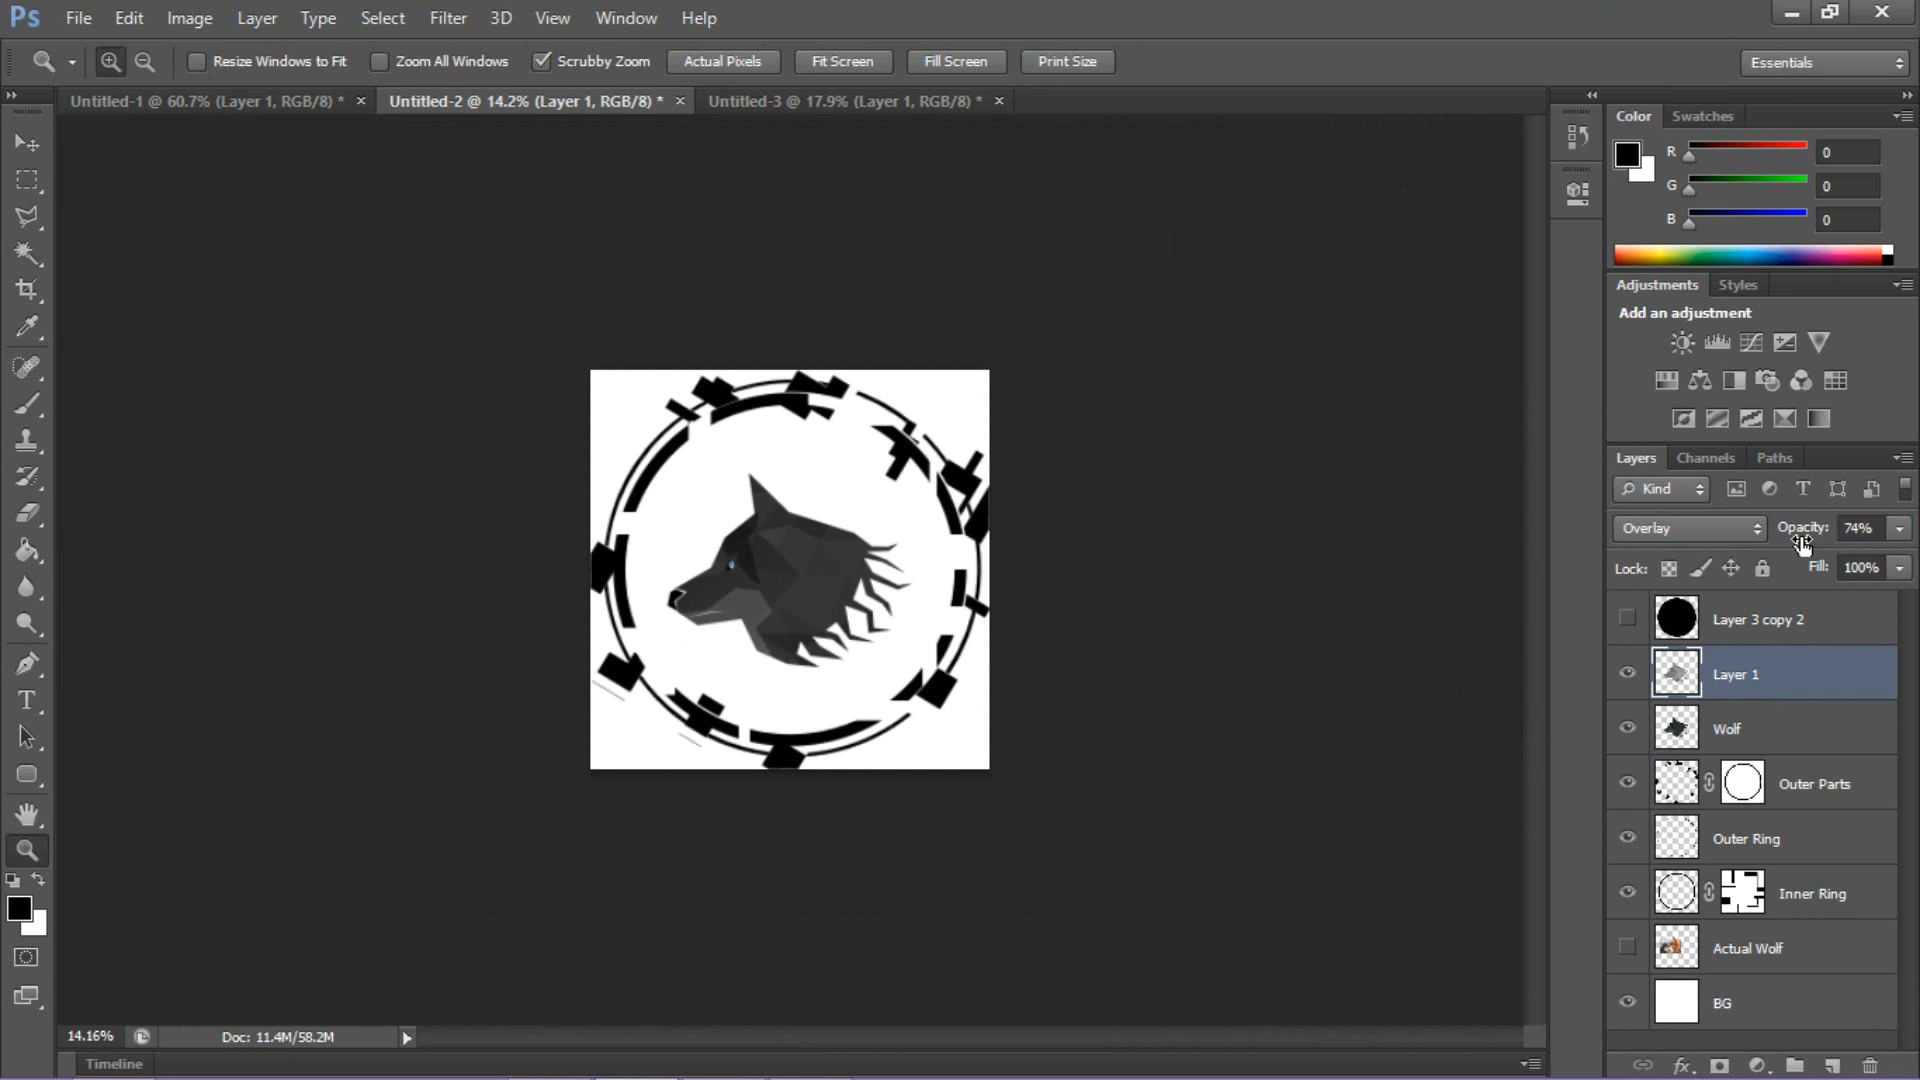 Ps File Edit Image Layer Type Select Filter 3D View Window Help
Resize Windows to Fit Zoom All Windows Scrubby Zoom Actual Pixels Fit Screen Fill Screen Print Size Essentials
Untitled-1 @ 60.7% (Layer 1, RGB/8) * Untitled-2 @ 14.2% (Layer 1, RGB/8) * Untitled-3 @ 17.9% (Layer 1, RGB/8) *
Color Swatches
R 0
G 0
B 0
Adjustments Styles
Add an adjustment
Layers Channels Paths
Kind
Overlay Opacity: 74%
Lock: Fill: 100%
Layer 3 copy 2
Layer 1
Wolf
Outer Parts
Outer Ring
Inner Ring
Actual Wolf
BG
14.16% Doc: 11.4M/58.2M
Timeline